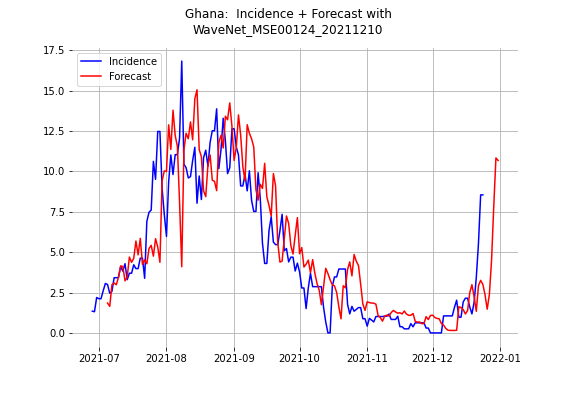 Ghana:  Incidence + Forecast with
WaveNet_MSE00124_20211210
Incidence
Forecast
17.5
15.0
12.5
10.0
7.5
5.0
2.5
0.0
2021-07 2021-08 2021-09 2021-10 2021-11 2021-12 2022-01